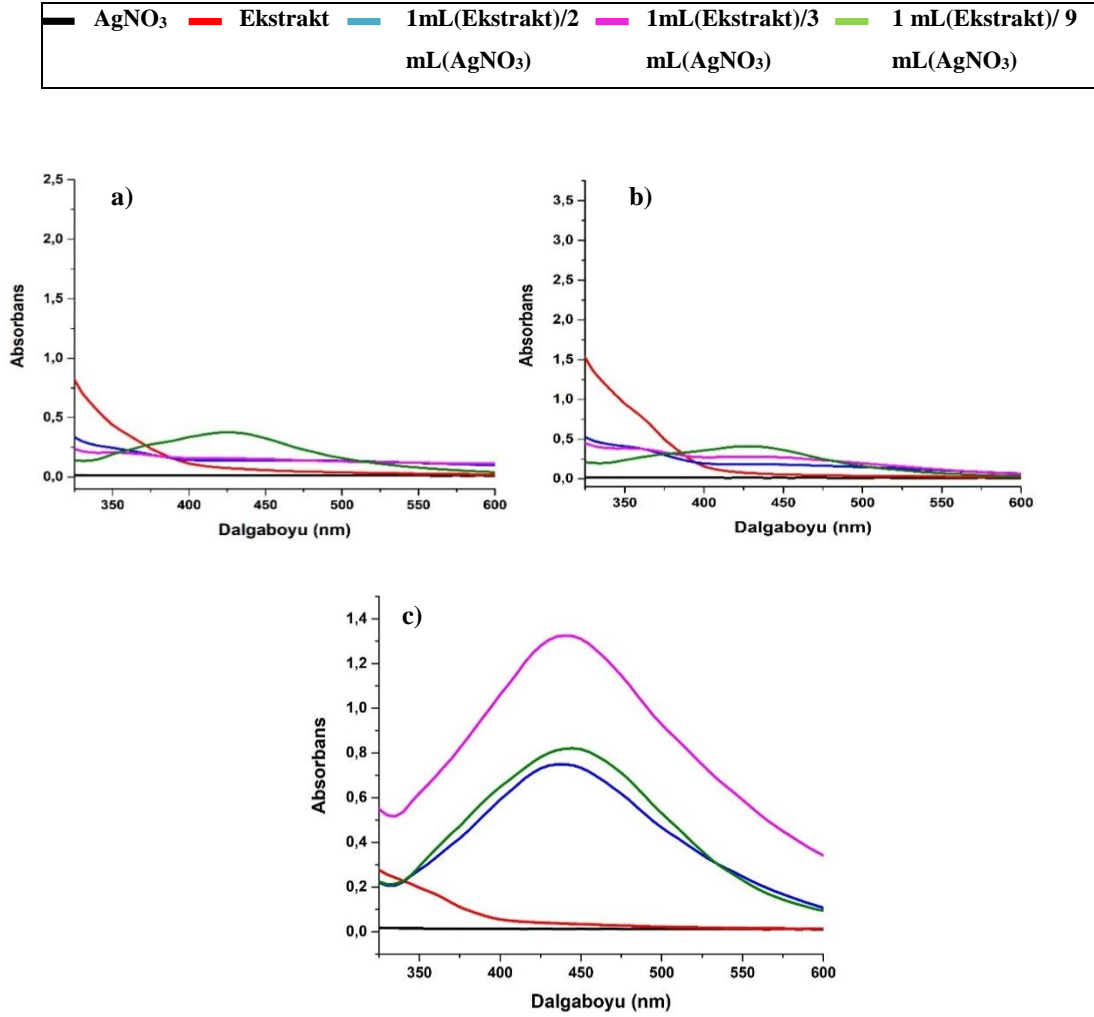 AgNO₃ Ekstrakt 1mL(Ekstrakt)/2 1mL(Ekstrakt)/3 1 mL(Ekstrakt)/ 9
mL(AgNO₃) mL(AgNO₃) mL(AgNO₃)
a)
2,5
2,0
1,5
1,0
0,5
0,0
Absorbans
350 400 450 500 550 600
Dalgaboyu (nm)
b)
3,5
3,0
2,5
2,0
1,5
1,0
0,5
0,0
Absorbans
350 400 450 500 550 600
Dalgaboyu (nm)
c)
1,4
1,2
1,0
0,8
0,6
0,4
0,2
0,0
Absorbans
350 400 450 500 550 600
Dalgaboyu (nm)